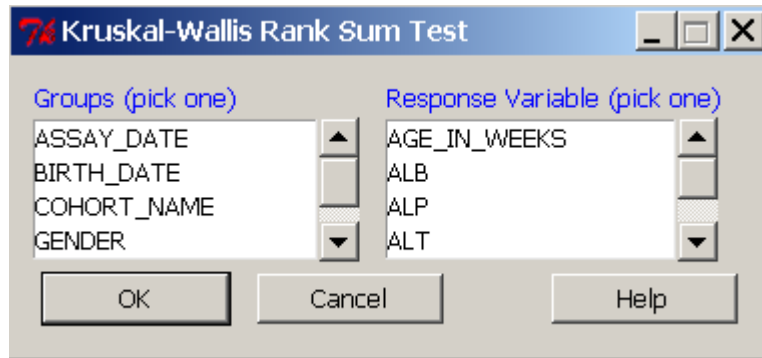 Kruskal-Wallis Rank Sum Test
Groups (pick one)
ASSAY_DATE
BIRTH_DATE
COHORT_NAME
GENDER
Response Variable (pick one)
AGE_IN_WEEKS
ALB
ALP
ALT
OK Cancel Help